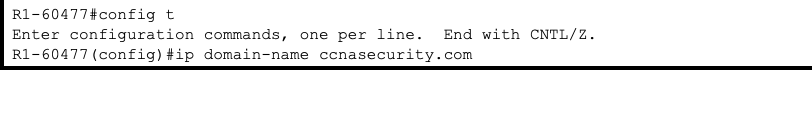 R1-60477#config t
Enter configuration commands, one per line.  End with CNTL/Z.
R1-60477(config)#ip domain-name ccnasecurity.com